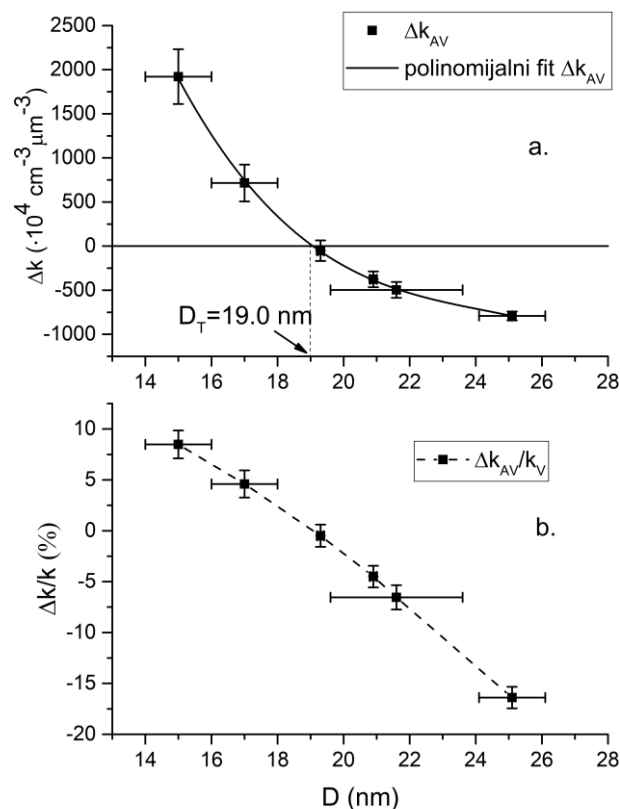 Δk_AV
polinomijalni fit Δk_AV
a.
2500
2000
1500
1000
500
0
-500
-1000
Δk (·10⁴ cm⁻³μm⁻³)
D_T=19.0 nm
14 16 18 20 22 24 26 28
Δk_AV/k_V
b.
10
5
0
-5
-10
-15
-20
Δk/k (%)
14 16 18 20 22 24 26 28
D (nm)